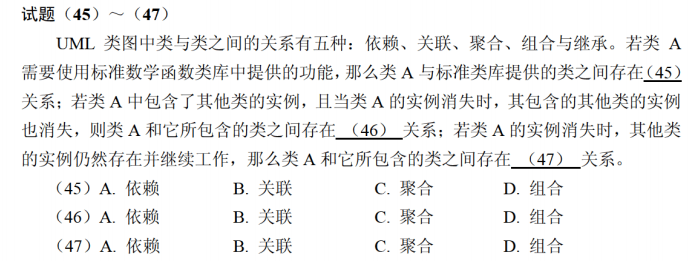 试题（45）～（47）
UML 类图中类与类之间的关系有五种：依赖、关联、聚合、组合与继承。若类 A
需要使用标准数学函数类库中提供的功能，那么类 A 与标准类库提供的类之间存在（45）
关系；若类 A 中包含了其他类的实例，且当类 A 的实例消失时，其包含的其他类的实例
也消失，则类 A 和它所包含的类之间存在 （46） 关系；若类 A 的实例消失时，其他类
的实例仍然存在并继续工作，那么类 A 和它所包含的类之间存在 （47） 关系。
（45）A. 依赖 B. 关联 C. 聚合 D. 组合
（46）A. 依赖 B. 关联 C. 聚合 D. 组合
（47）A. 依赖 B. 关联 C. 聚合 D. 组合